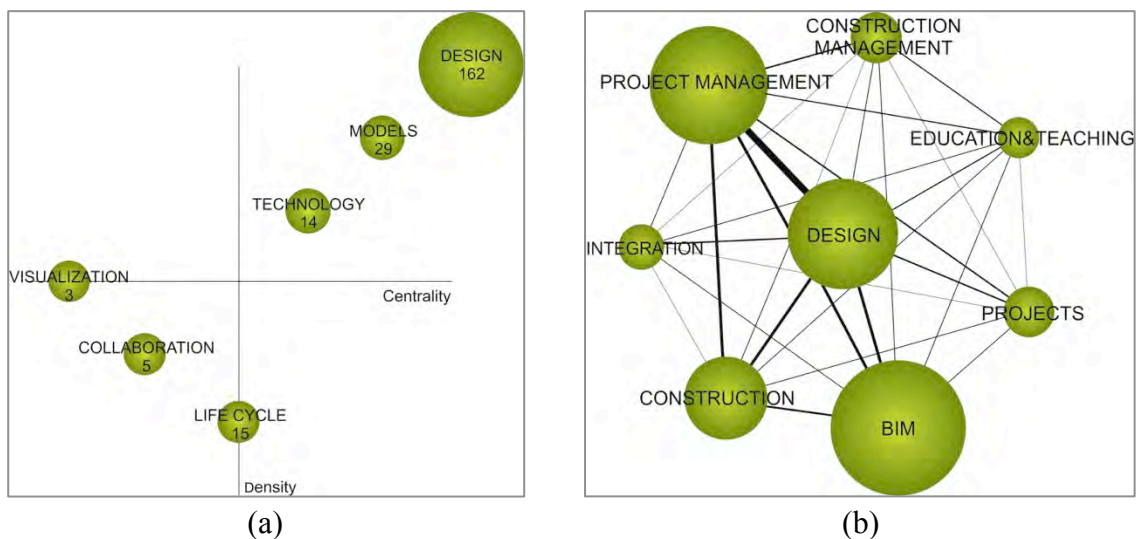 DESIGN
162
MODELS
29
TECHNOLOGY
14
VISUALIZATION
3
Centrality
COLLABORATION
5
LIFE CYCLE
15
Density
(a)
CONSTRUCTION
MANAGEMENT
PROJECT MANAGEMENT
EDUCATION&TEACHING
DESIGN
INTEGRATION
PROJECTS
CONSTRUCTION
BIM
(b)